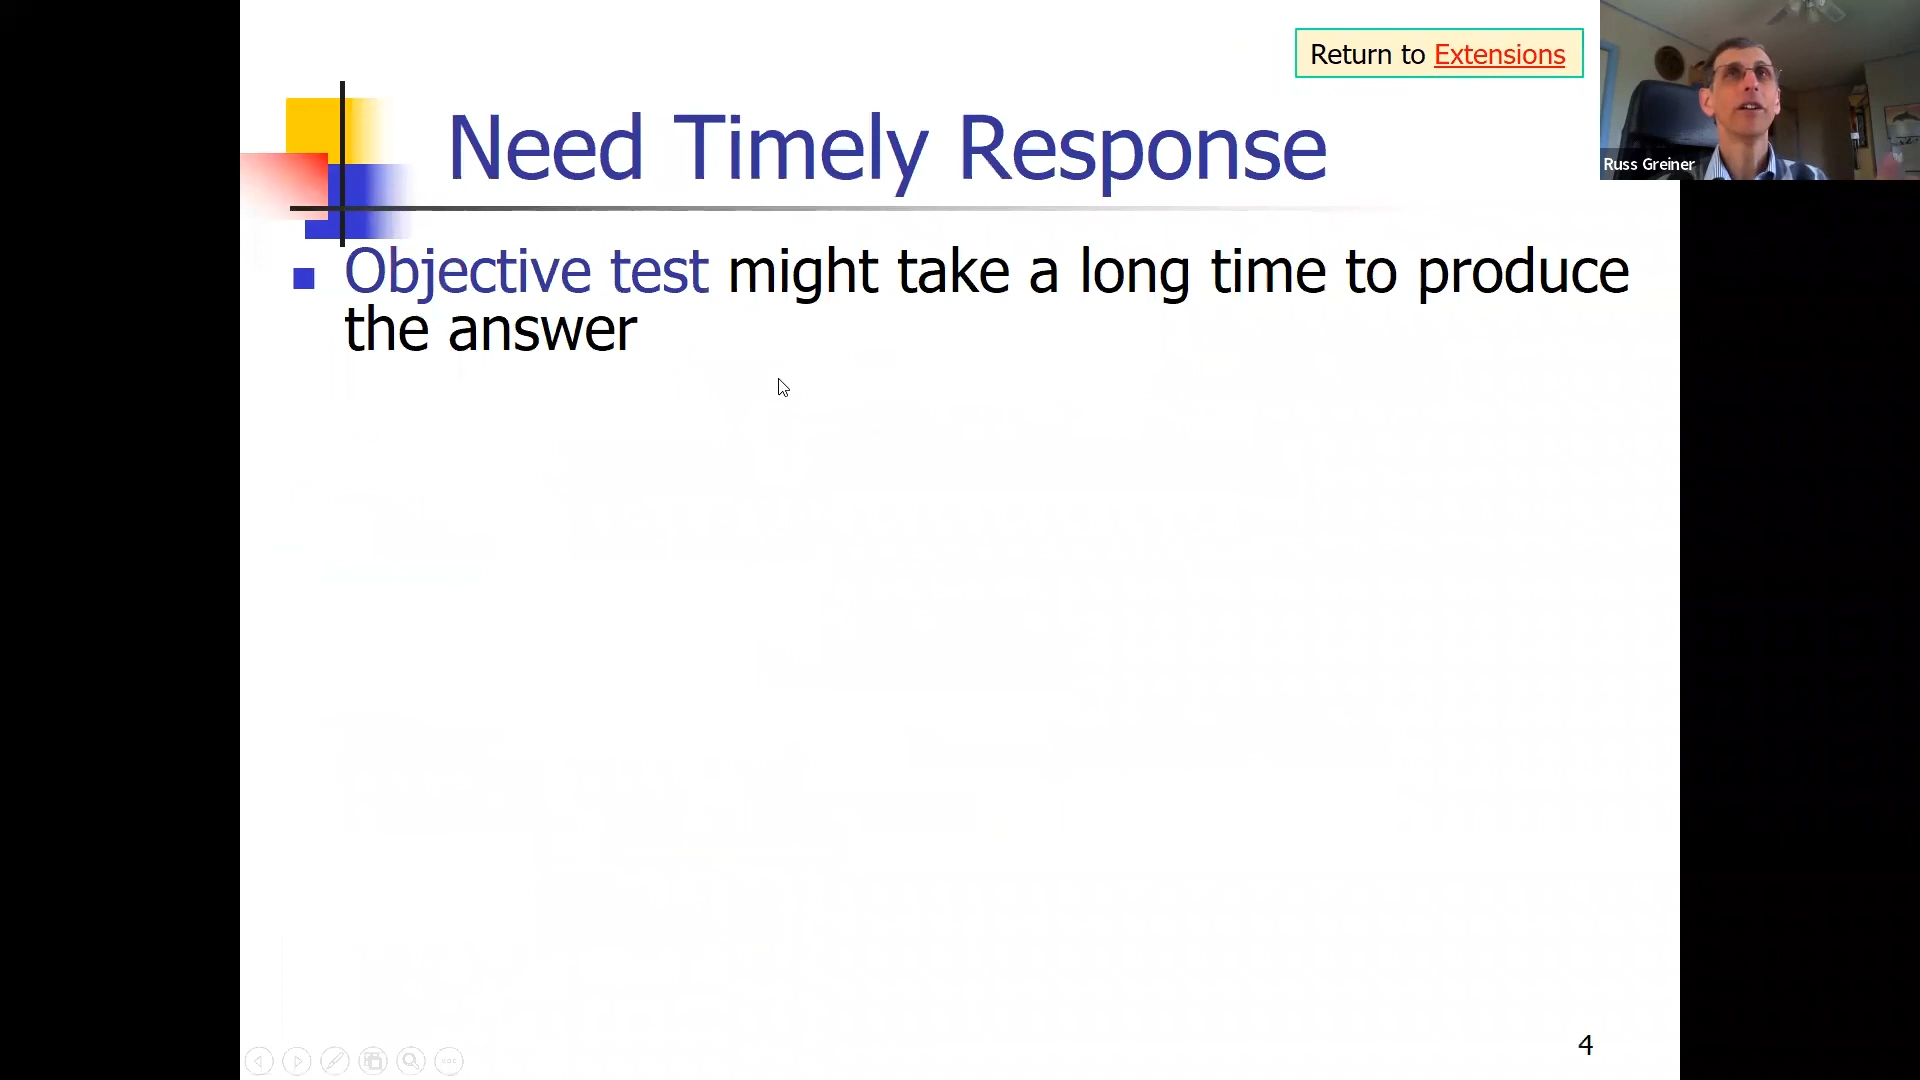 Return to Extensions
Need Timely Response
Russ Greiner
Objective test might take a long time to produce
the answer
4